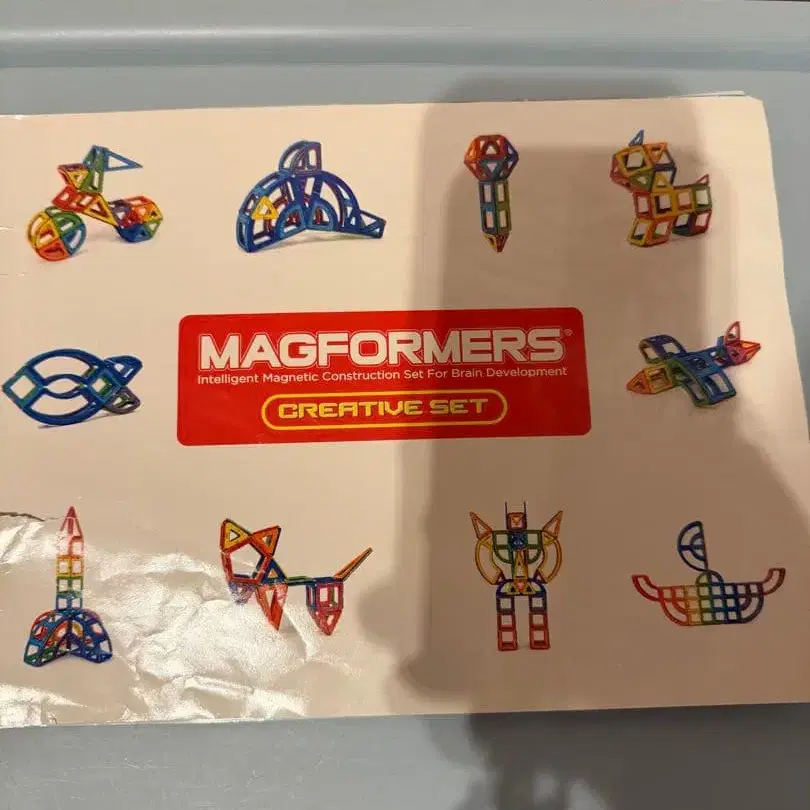 MAGFORMERS®
Intelligent Magnetic Construction Set For Brain Development
CREATIVE SET